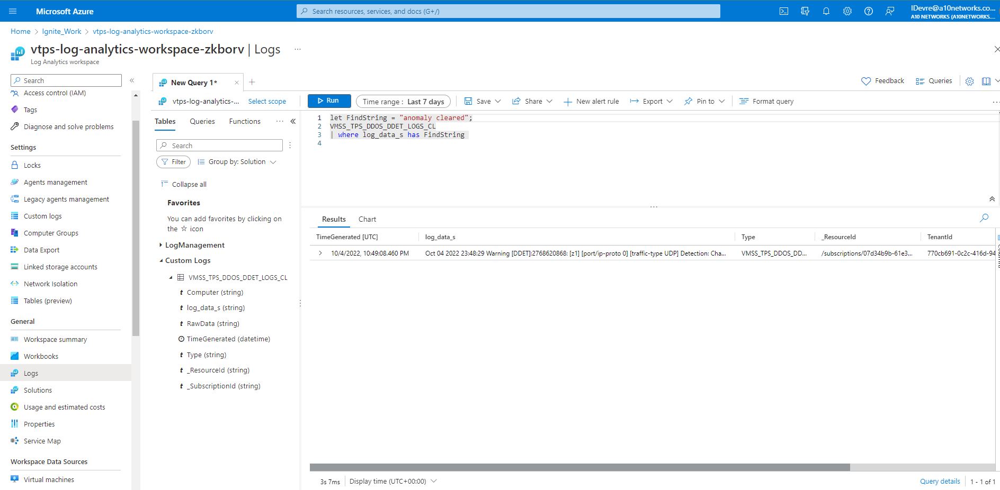 Microsoft Azure
Search resources, services, and docs (G+/)
IDevre@a10networks.co...
A10 NETWORKS (A10NETWORKS....
Home > Ignite_Work > vtps-log-analytics-workspace-zkborv
vtps-log-analytics-workspace-zkborv | Logs ...
Log Analytics workspace
Search
Access control (IAM)
Tags
Diagnose and solve problems
Settings
Locks
Agents management
Legacy agents management
Custom logs
Computer Groups
Data Export
Linked storage accounts
Network Isolation
Tables (preview)
General
Workspace summary
Workbooks
Logs
Solutions
Usage and estimated costs
Properties
Service Map
Workspace Data Sources
Virtual machines
New Query 1*
Feedback
Queries
vtps-log-analytics-...
Select scope
Run
Time range : Last 7 days
Save
Share
New alert rule
Export
Pin to
Format query
Tables
Queries
Functions
Search
Filter
Group by: Solution
Collapse all
Favorites
You can add favorites by clicking on
the ☆ icon
LogManagement
Custom Logs
VMSS_TPS_DDOS_DDET_LOGS_CL
t Computer (string)
t log_data_s (string)
t RawData (string)
TimeGenerated (datetime)
t Type (string)
t _ResourceId (string)
t _SubscriptionId (string)
1 let FindString = "anomaly cleared";
2 VMSS_TPS_DDOS_DDET_LOGS_CL
3 | where log_data_s has FindString
4
Results
Chart
TimeGenerated [UTC] log_data_s Type _ResourceId TenantId
10/4/2022, 10:49:08.460 PM Oct 04 2022 23:48:29 Warning [DDET]:2768620868: [z1] [port/ip-proto 0] [traffic-type UDP] Detection: Cha... VMSS_TPS_DDOS_DD... /subscriptions/07d34b9b-61e3... 770cb691-0c2c-416d-94
3s 7ms
Display time (UTC+00:00)
Query details
1 - 1 of 1